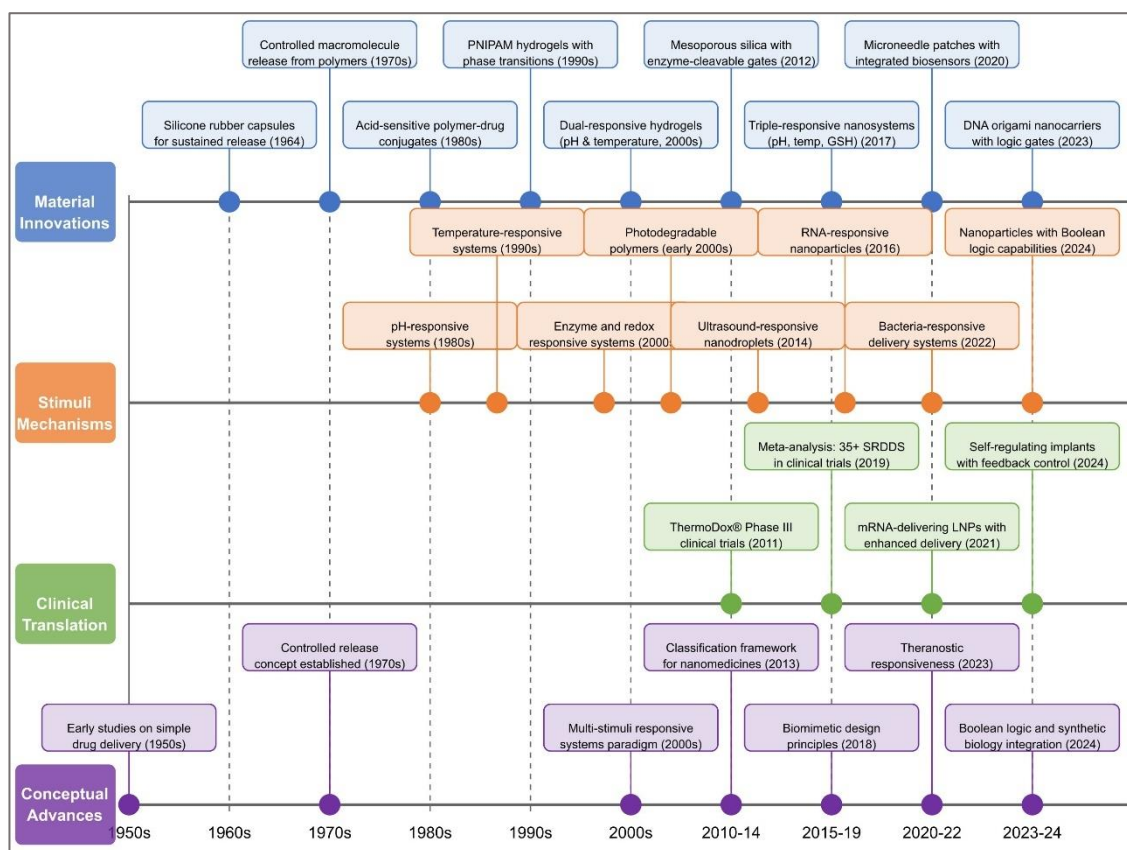 Controlled macromolecule
release from polymers (1970s)
PNIPAM hydrogels with
phase transitions (1990s)
Mesoporous silica with
enzyme-cleavable gates (2012)
Microneedle patches with
integrated biosensors (2020)
Silicone rubber capsules
for sustained release (1964)
Acid-sensitive polymer-drug
conjugates (1980s)
Dual-responsive hydrogels
(pH & temperature, 2000s)
Triple-responsive nanosystems
(pH, temp, GSH) (2017)
DNA origami nanocarriers
with logic gates (2023)
Material
Innovations
Temperature-responsive
systems (1990s)
Photodegradable
polymers (early 2000s)
RNA-responsive
nanoparticles (2016)
Nanoparticles with Boolean
logic capabilities (2024)
pH-responsive
systems (1980s)
Enzyme and redox
responsive systems (2000s
Ultrasound-responsive
nanodroplets (2014)
Bacteria-responsive
delivery systems (2022)
Stimuli
Mechanisms
Meta-analysis: 35+ SRDDS
in clinical trials (2019)
Self-regulating implants
with feedback control (2024)
ThermoDox® Phase III
clinical trials (2011)
mRNA-delivering LNPs with
enhanced delivery (2021)
Clinical
Translation
Controlled release
concept established (1970s)
Classification framework
for nanomedicines (2013)
Theranostic
responsiveness (2023)
Early studies on simple
drug delivery (1950s)
Multi-stimuli responsive
systems paradigm (2000s)
Biomimetic design
principles (2018)
Boolean logic and synthetic
biology integration (2024)
Conceptual
Advances
1950s
1960s
1970s
1980s
1990s
2000s
2010-14
2015-19
2020-22
2023-24